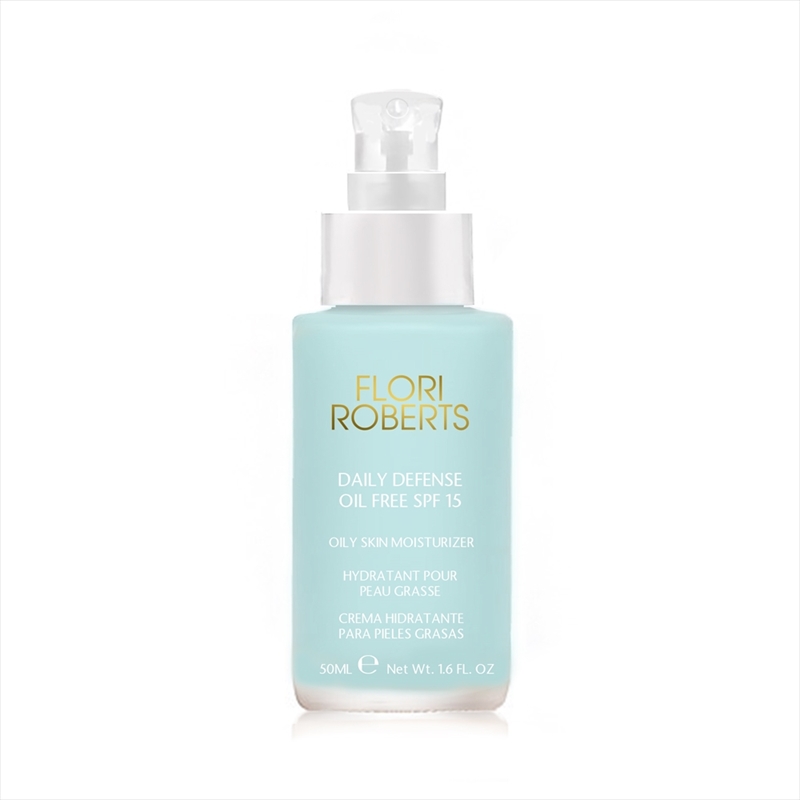 FLORI
ROBERTS
DAILY DEFENSE
OIL FREE SPF 15
OILY SKIN MOISTURIZER
HYDRATANT POUR
PEAU GRASSE
CREMA HIDRATANTE
PARA PIELES GRASAS
50ML ℮ Net Wt. 1.6 FL. OZ